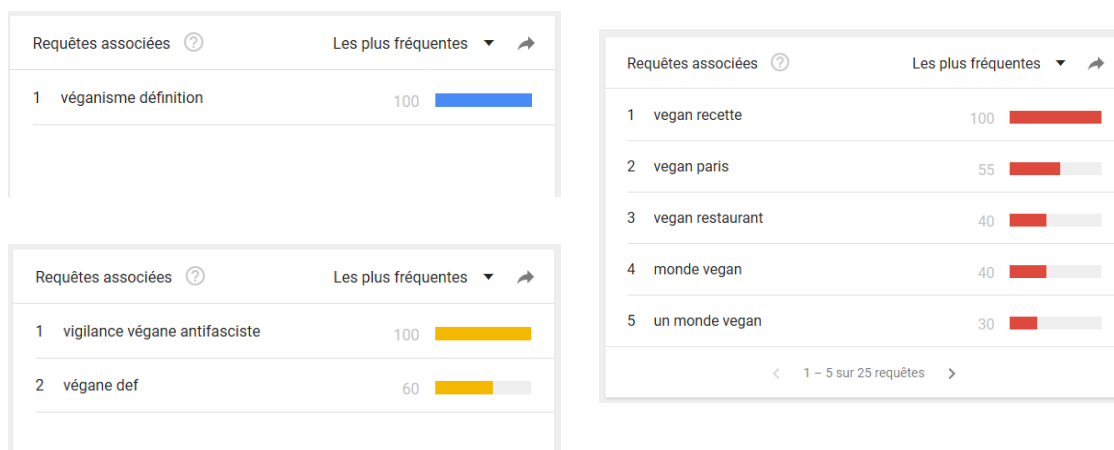 Requêtes associées ? Les plus fréquentes
1 véganisme définition 100
Requêtes associées ? Les plus fréquentes
1 vigilance végane antifasciste 100
2 végane def 60
Requêtes associées ? Les plus fréquentes
1 vegan recette 100
2 vegan paris 55
3 vegan restaurant 40
4 monde vegan 40
5 un monde vegan 30
< 1 – 5 sur 25 requêtes >